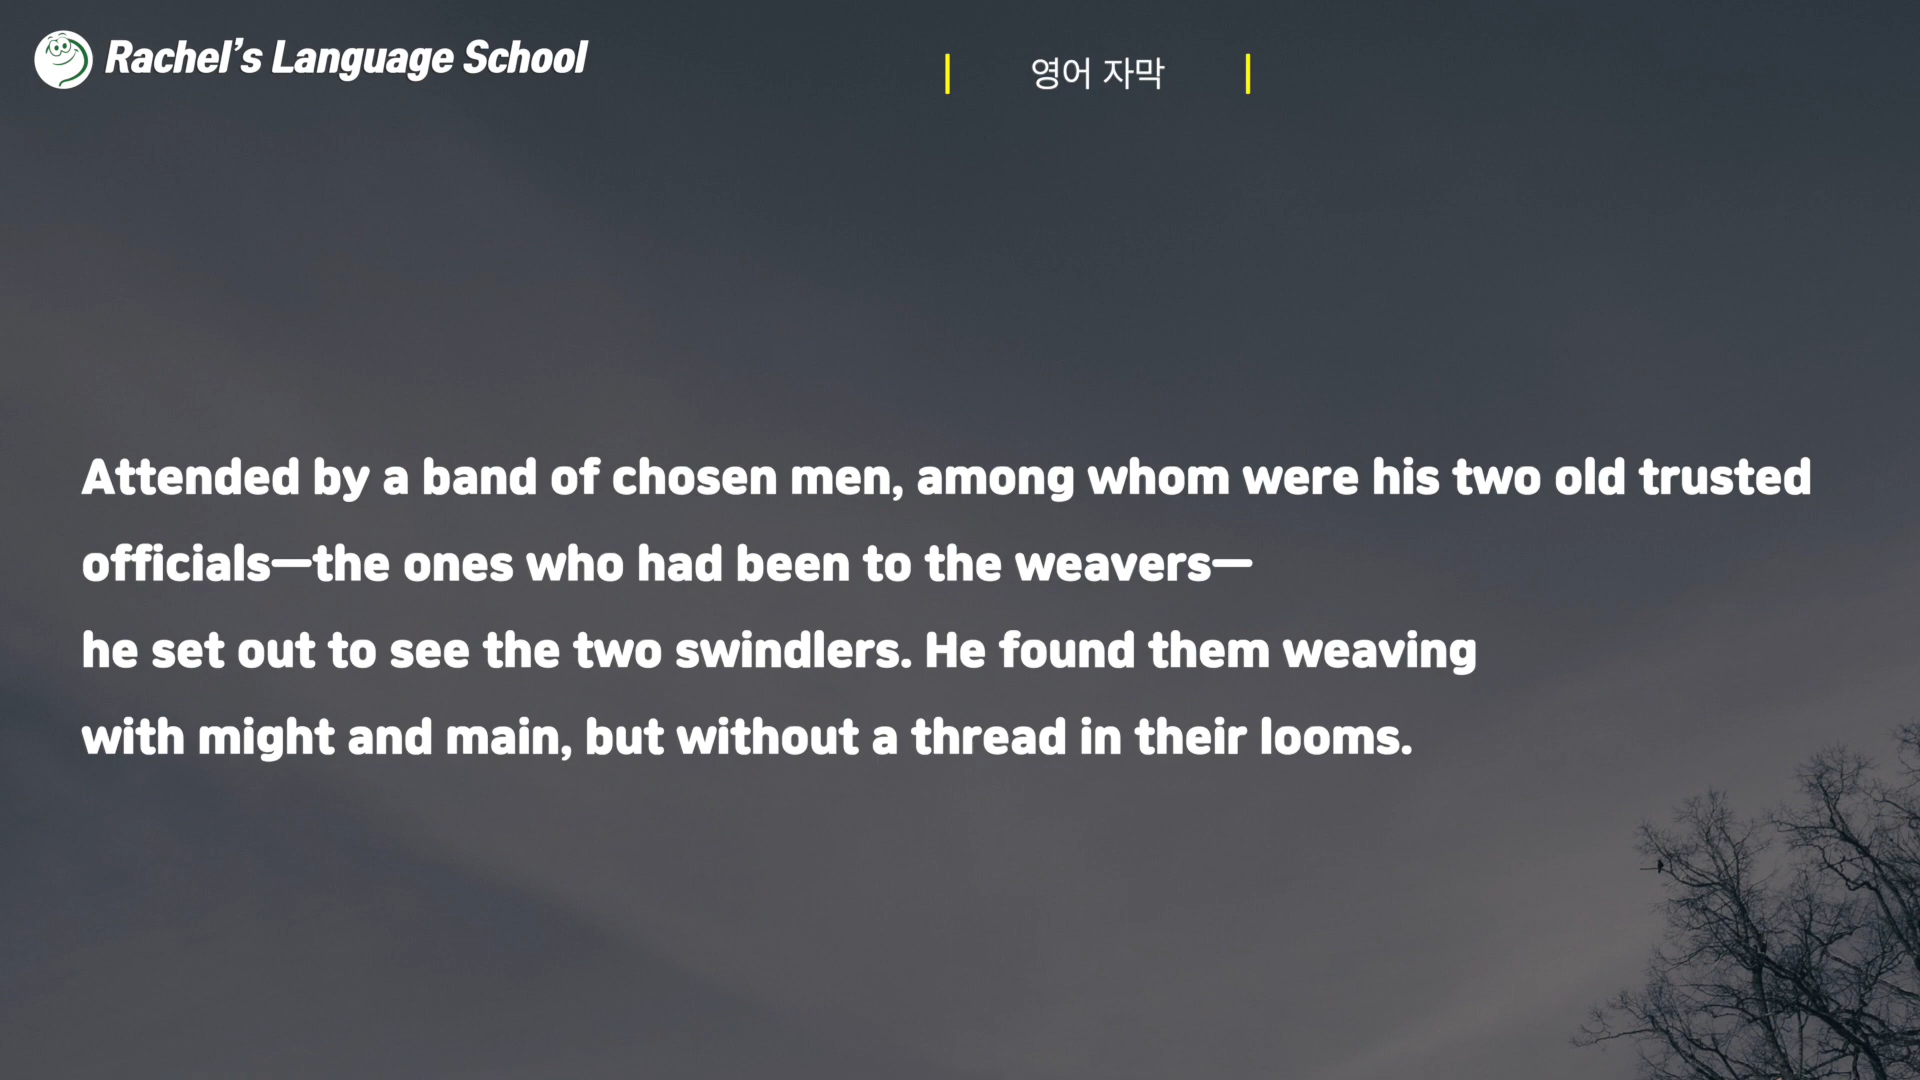 Rachel's Language School
영어 자막
Attended by a band of chosen men, among whom were his two old trusted
officials—the ones who had been to the weavers—
he set out to see the two swindlers. He found them weaving
with might and main, but without a thread in their looms.